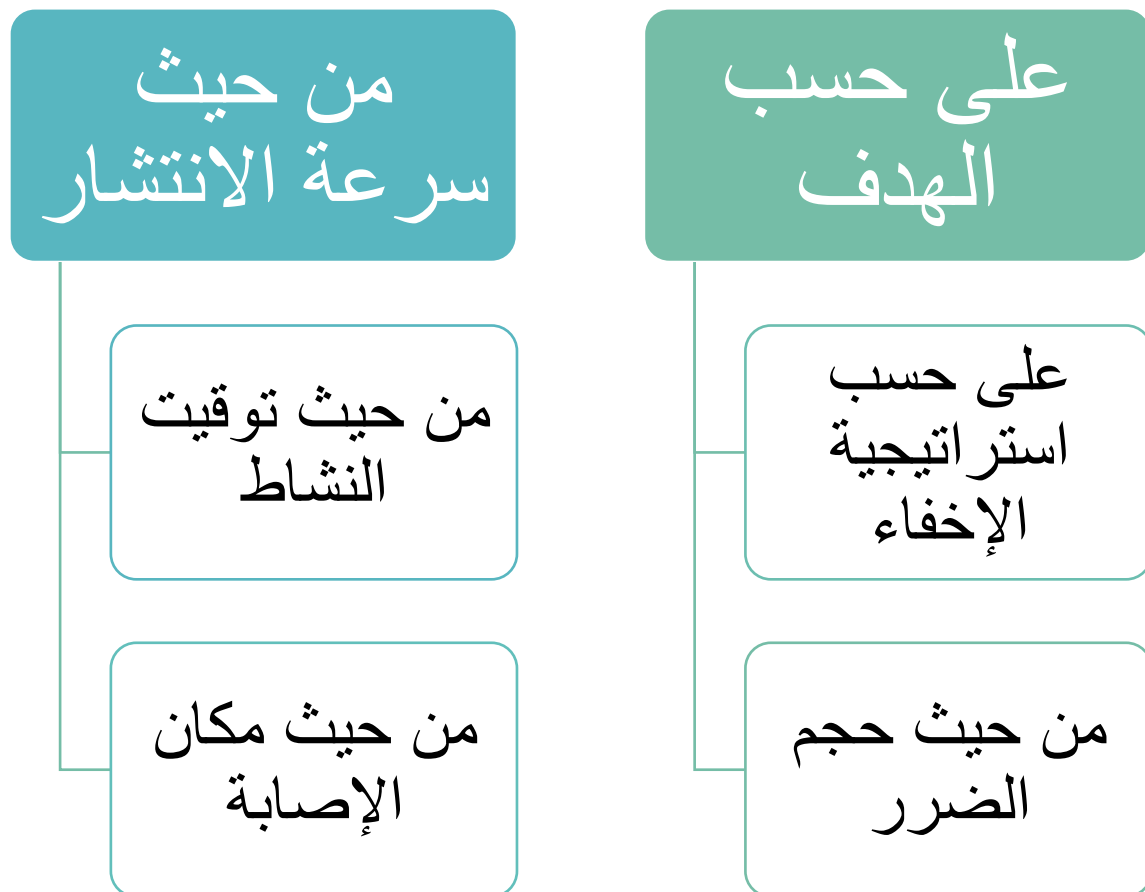 على حسب
الهدف
على حسب
استراتيجية
الإخفاء
من حيث حجم
الضرر
من حيث
سرعة الانتشار
من حيث توقيت
النشاط
من حيث مكان
الإصابة